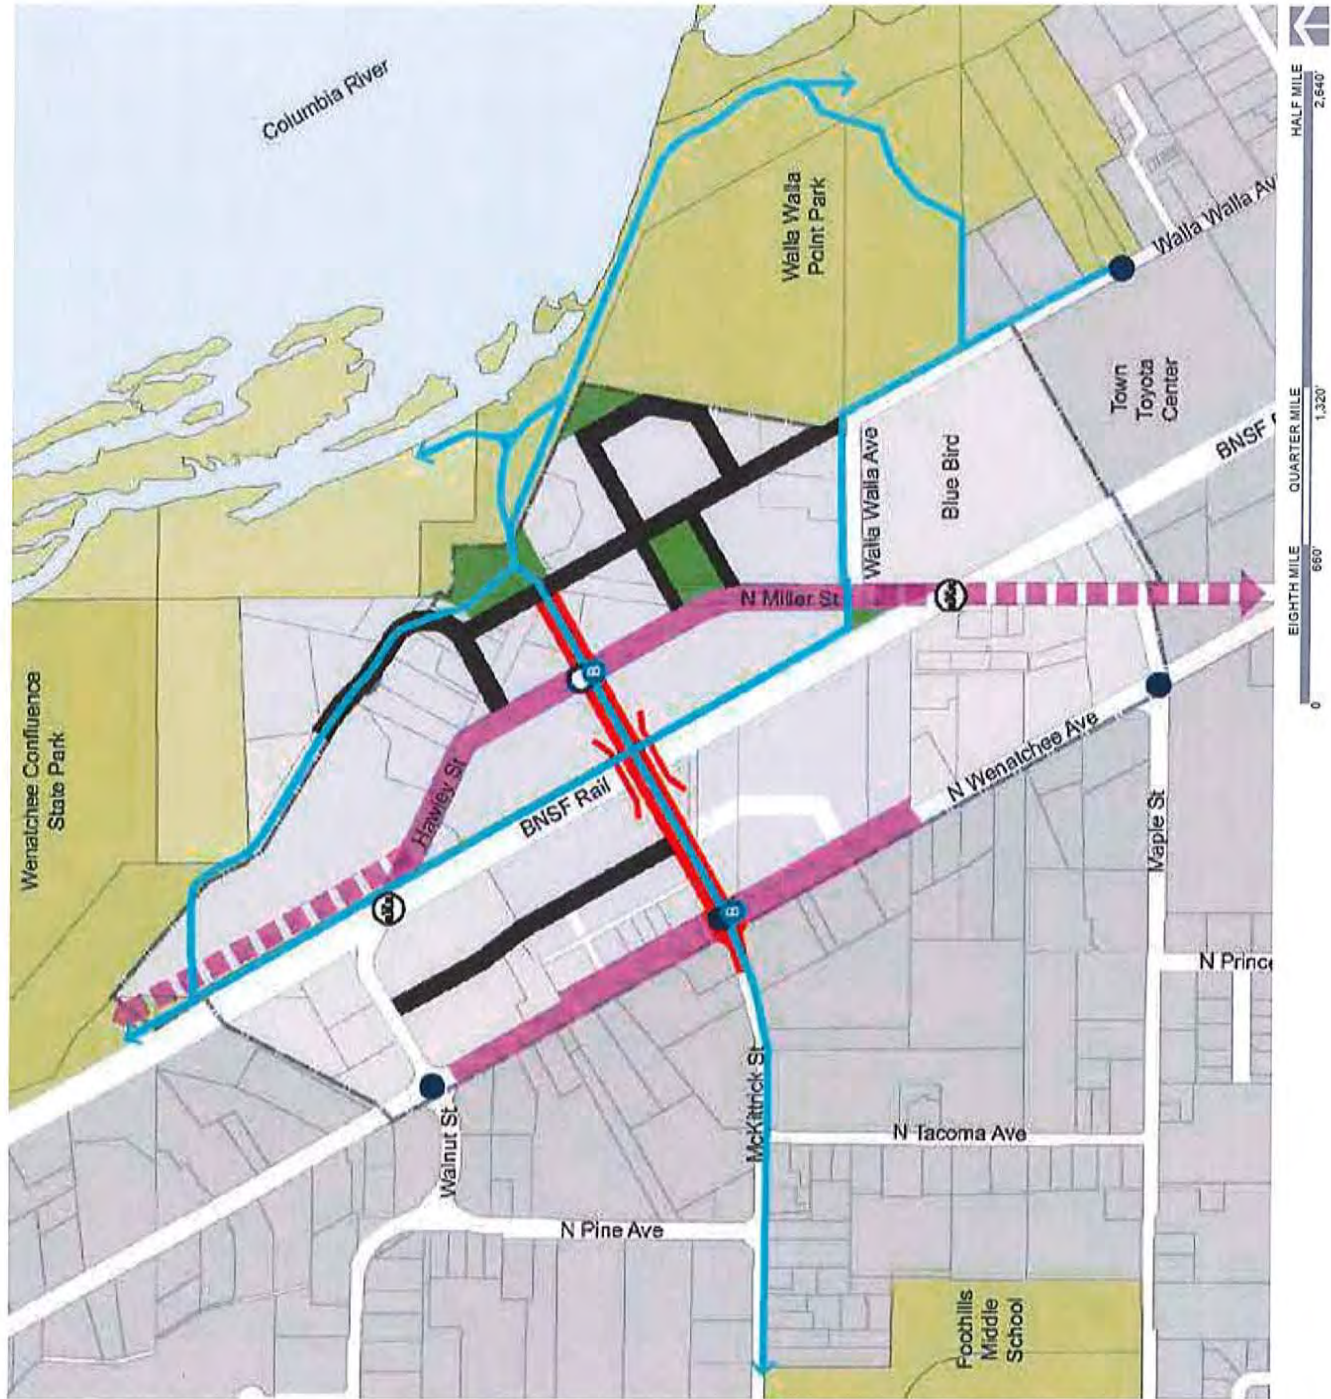 Columbia River
Wenatchee Confluence
State Park
Walla Walla
Point Park
Walla Walla Av
Town
Toyota
Center
BNSF
Blue Bird
Walla Walla Ave
N Miller St
B
Hawley St
BNSF Rail
B
N Wenatchee Ave
Maple St
N Prince
McKittrick St
Walnut St
N Tacoma Ave
N Pine Ave
Foothills
Middle
School
EIGHTH MILE
QUARTER MILE
HALF MILE
0
660'
1,320'
2,640'